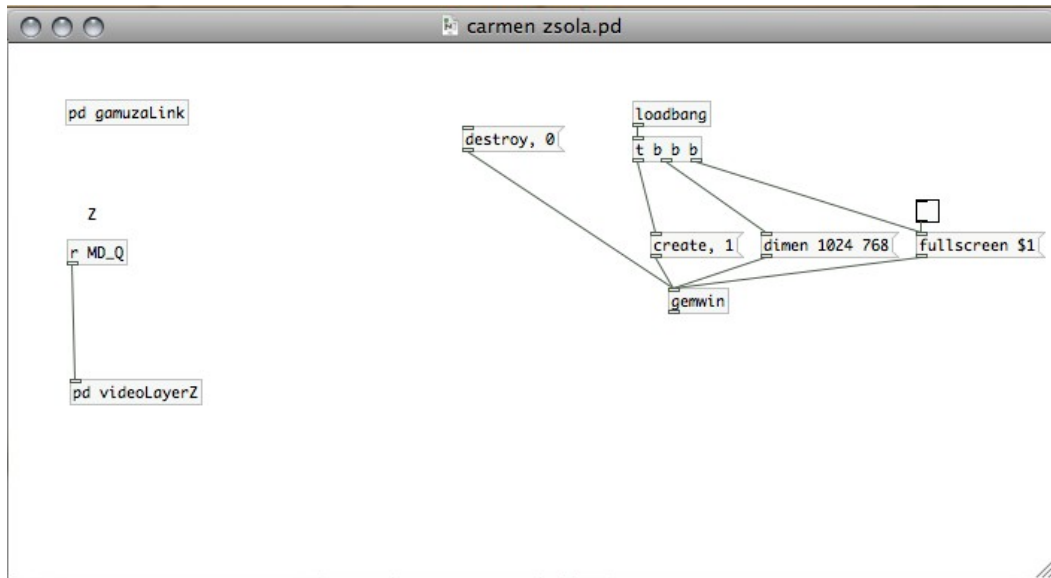 carmen zsola.pd
pd gamuzaLink
loadbang
destroy, 0
t b b b
Z
r MD_Q
create, 1
dimen 1024 768
fullscreen $1
gemwin
pd videoLayerZ